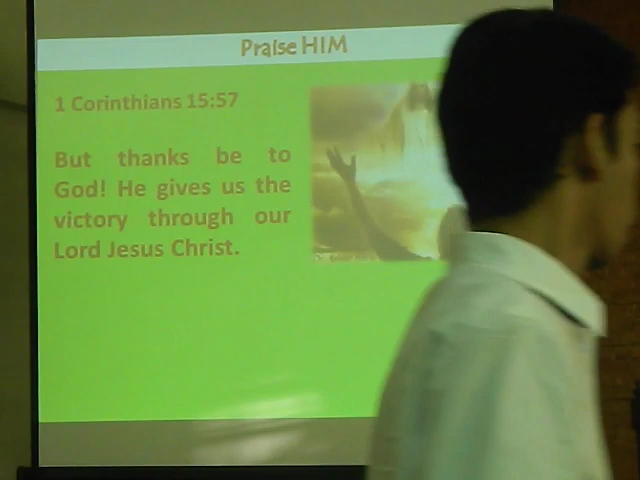 Praise HIM
1 Corinthians 15:57
But thanks be to
God! He gives us the
victory through our
Lord Jesus Christ.